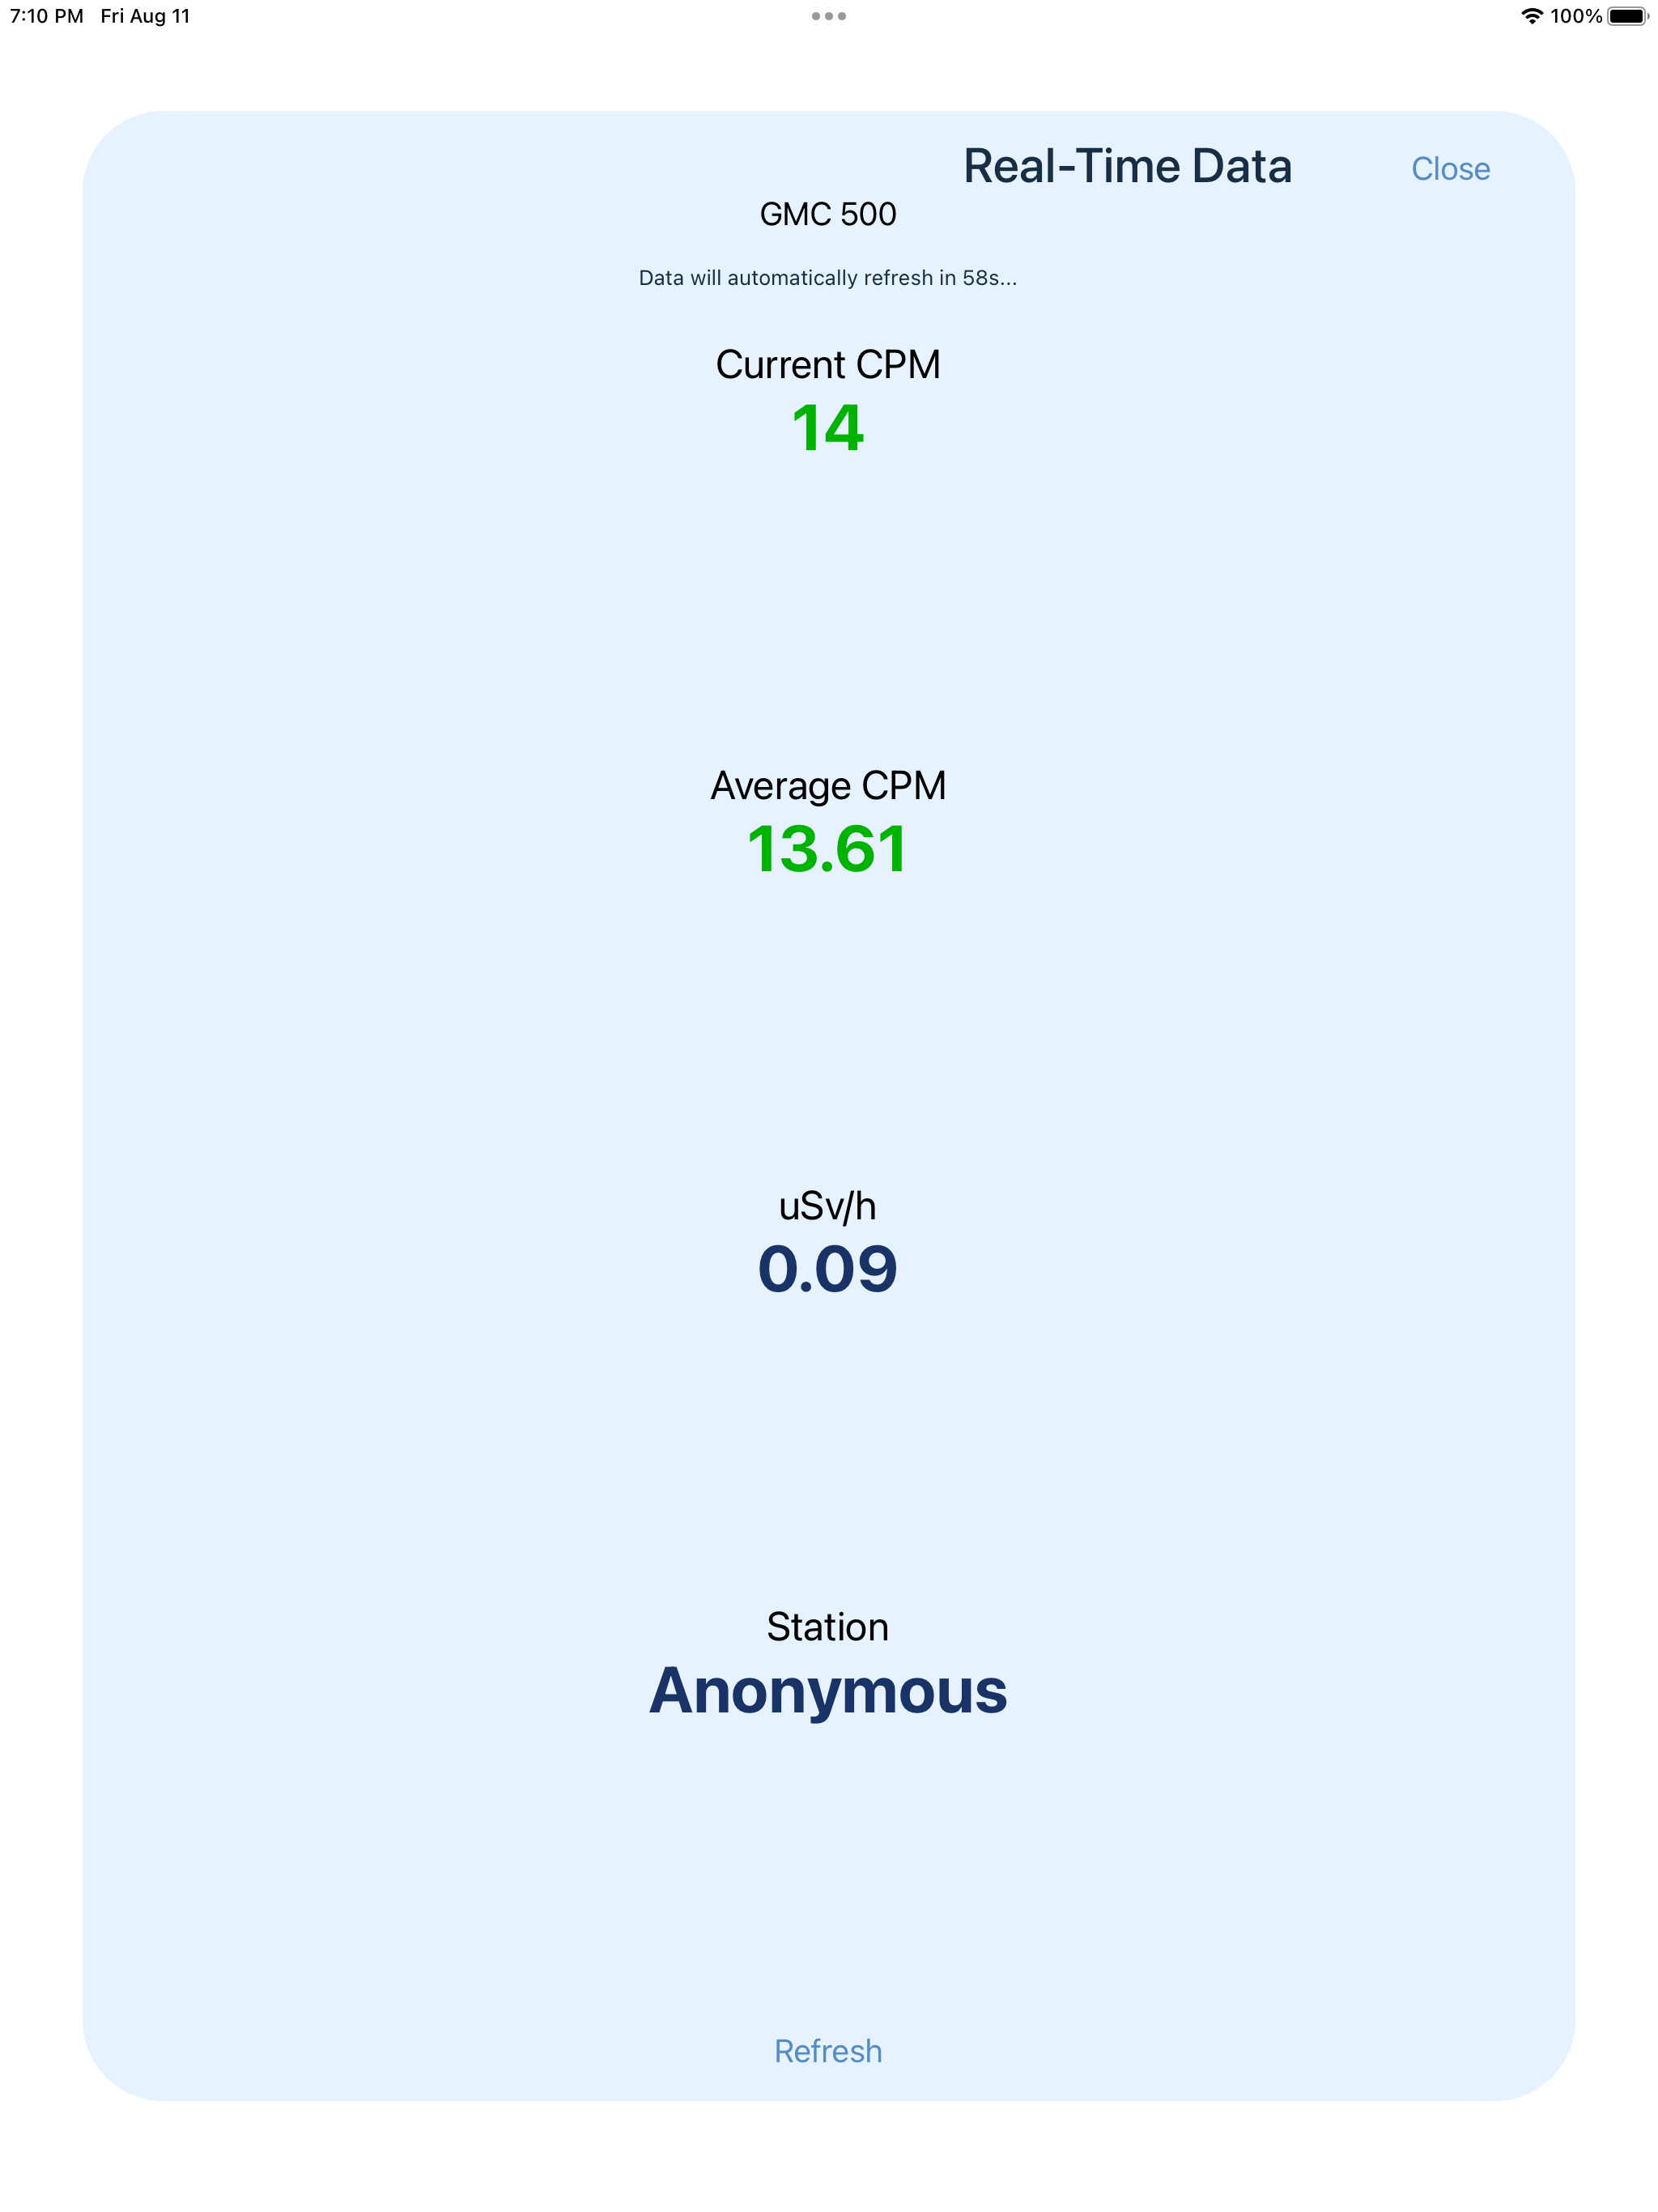 7:10 PM Fri Aug 11
100%
Real-Time Data
Close
GMC 500
Data will automatically refresh in 58s...
Current CPM
14
Average CPM
13.61
uSv/h
0.09
Station
Anonymous
Refresh